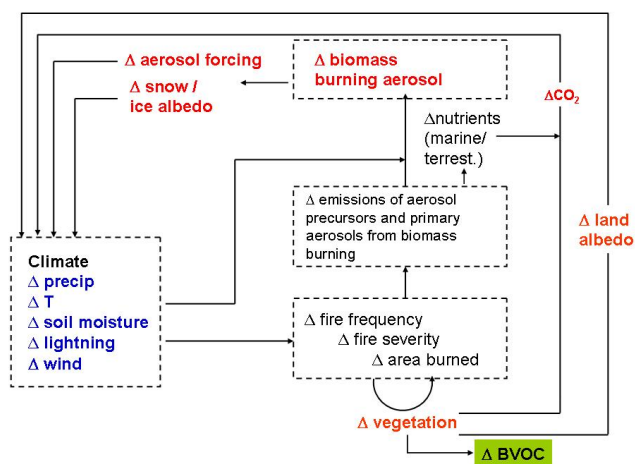 Δ aerosol forcing
Δ snow /
ice albedo
Δ biomass
burning aerosol
ΔCO₂
Δnutrients
(marine/
terrest.)
Δ emissions of aerosol
precursors and primary
aerosols from biomass
burning
Δ land
albedo
Climate
Δ precip
Δ T
Δ soil moisture
Δ lightning
Δ wind
Δ fire frequency
Δ fire severity
Δ area burned
Δ vegetation
Δ BVOC